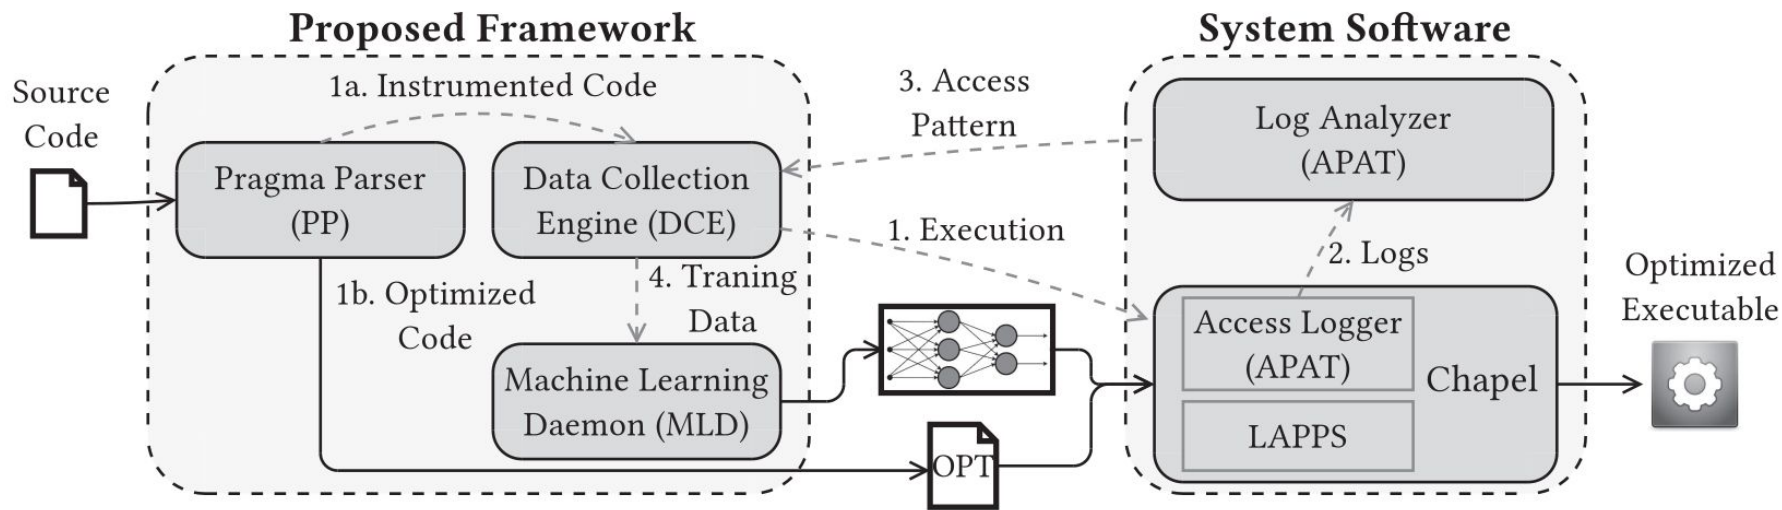 Proposed Framework
System Software
Source
Code
1a. Instrumented Code
Pragma Parser
(PP)
Data Collection
Engine (DCE)
1b. Optimized
Code
4. Traning
Data
Machine Learning
Daemon (MLD)
3. Access
Pattern
1. Execution
OPT
Log Analyzer
(APAT)
2. Logs
Access Logger
(APAT)
Chapel
LAPPS
Optimized
Executable